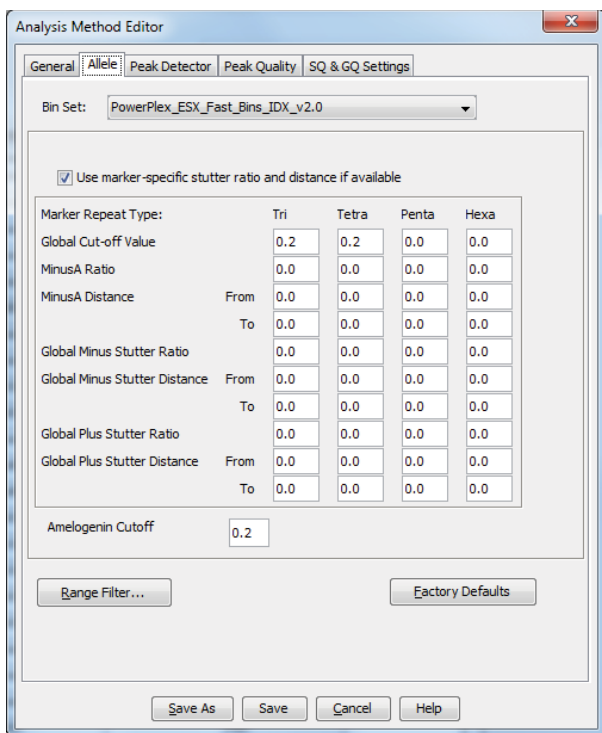 Analysis Method Editor
General Allele Peak Detector Peak Quality SQ & GQ Settings
Bin Set: PowerPlex_ESX_Fast_Bins_IDX_v2.0
Use marker-specific stutter ratio and distance if available
Marker Repeat Type: Tri Tetra Penta Hexa
Global Cut-off Value 0.2 0.2 0.0 0.0
MinusA Ratio 0.0 0.0 0.0 0.0
MinusA Distance From 0.0 0.0 0.0 0.0
To 0.0 0.0 0.0 0.0
Global Minus Stutter Ratio 0.0 0.0 0.0 0.0
Global Minus Stutter Distance From 0.0 0.0 0.0 0.0
To 0.0 0.0 0.0 0.0
Global Plus Stutter Ratio 0.0 0.0 0.0 0.0
Global Plus Stutter Distance From 0.0 0.0 0.0 0.0
To 0.0 0.0 0.0 0.0
Amelogenin Cutoff 0.2
Range Filter... Factory Defaults
Save As Save Cancel Help